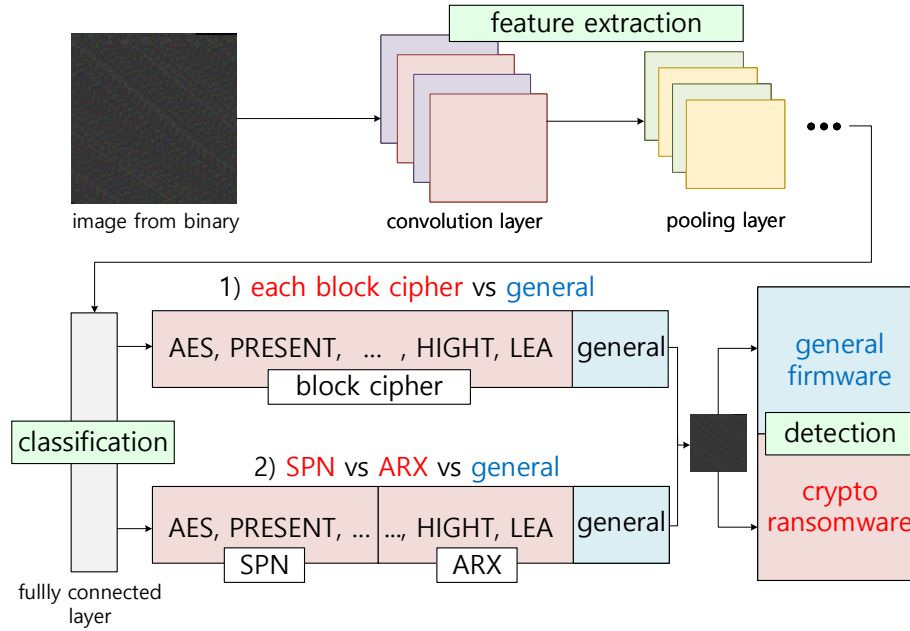 feature extraction
image from binary
convolution layer
pooling layer
1) each block cipher vs general
AES, PRESENT, ... , HIGHT, LEA
general
block cipher
classification
2) SPN vs ARX vs general
AES, PRESENT, ...
..., HIGHT, LEA
general
SPN
ARX
fullly connected
layer
general
firmware
detection
crypto
ransomware